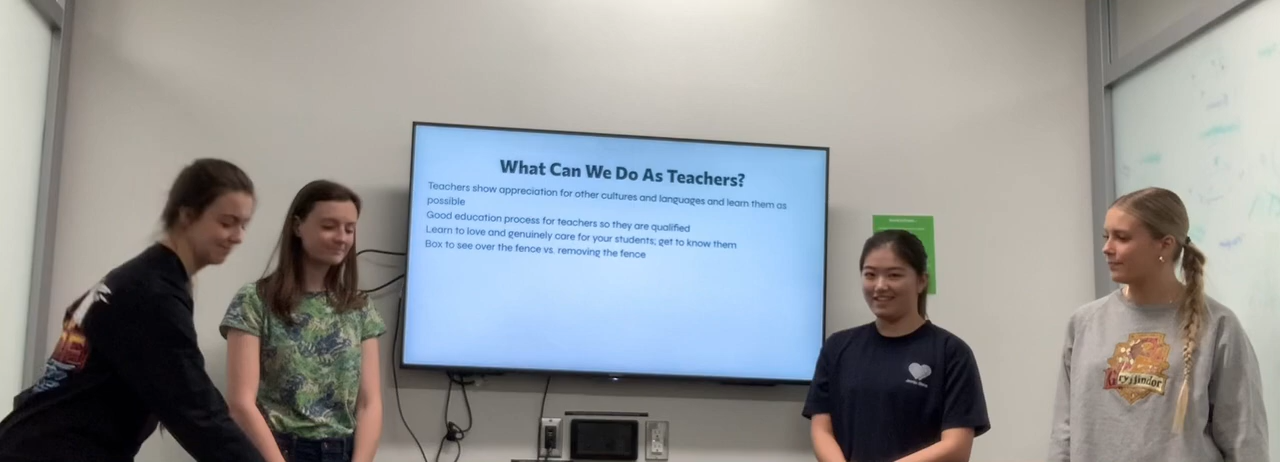 What Can We Do As Teachers?
Teachers show appreciation for other cultures and languages and learn them as
possible
Good education process for teachers so they are qualified
Learn to love and genuinely care for your students; get to know them
Box to see over the fence vs. removing the fence
Gryffindor